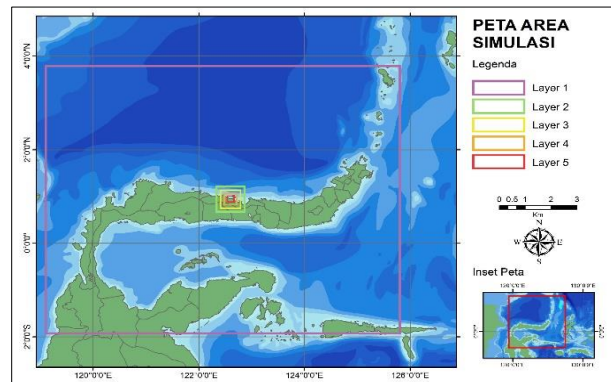 PETA AREA
SIMULASI
Legenda
Layer 1
Layer 2
Layer 3
Layer 4
Layer 5
0 0.5 1 2 3
Km
N
W E
S
Inset Peta
4°0'0"N
2°0'0"N
0°0'0"
2°0'0"S
120°0'0"E 122°0'0"E 124°0'0"E 126°0'0"E